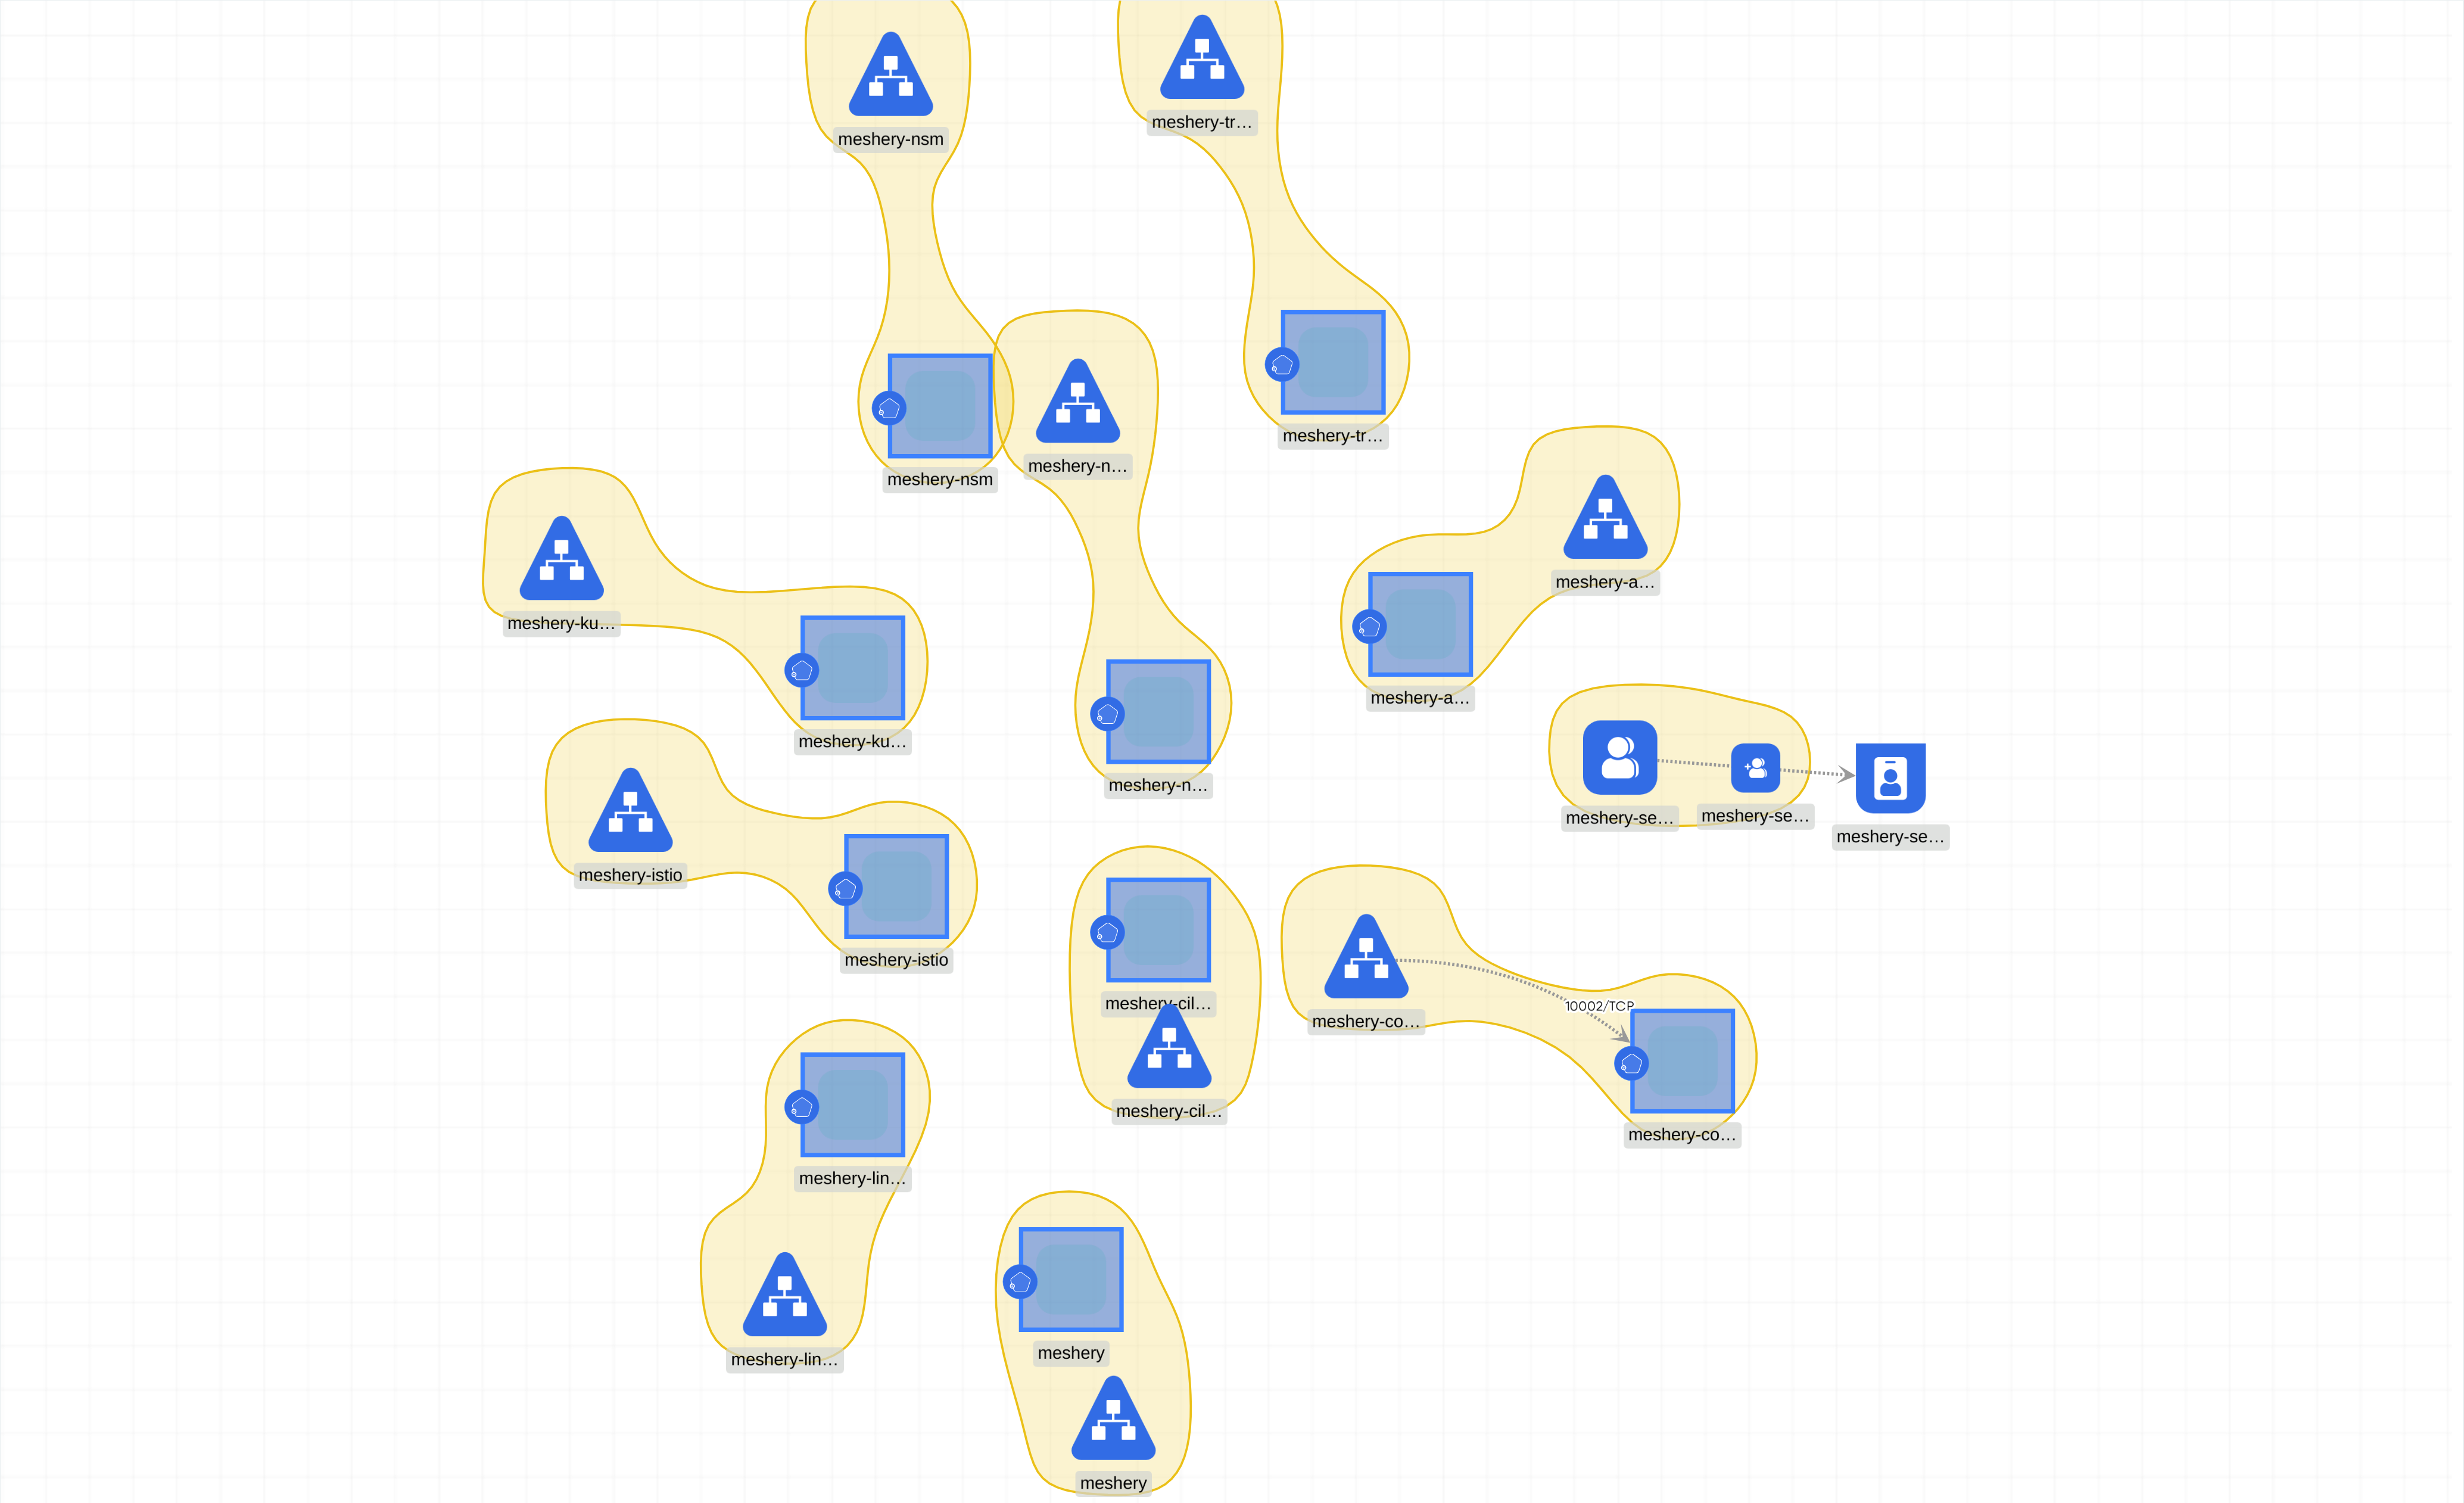 meshery-tr…
meshery-nsm
meshery-tr…
meshery-n…
meshery-nsm
meshery-a…
meshery-ku…
meshery-a…
meshery-ku…
meshery-n…
meshery-se…
meshery-se…
meshery-se…
meshery-istio
meshery-istio
meshery-cil…
10002/TCP
meshery-co…
meshery-cil…
meshery-co…
meshery-lin…
meshery
meshery-lin…
meshery